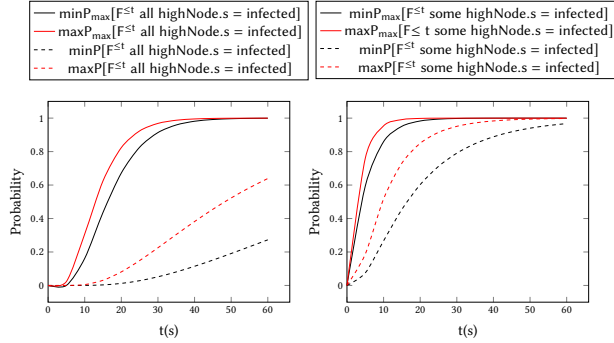 minPmax[F≤t all highNode.s = infected]
maxPmax[F≤t all highNode.s = infected]
minP[F≤t all highNode.s = infected]
maxP[F≤t all highNode.s = infected]
minPmax[F≤t some highNode.s = infected]
maxPmax[F≤ t some highNode.s = infected]
minP[F≤t some highNode.s = infected]
maxP[F≤t some highNode.s = infected]
1
0.8
0.6
0.4
0.2
0
Probability
0 10 20 30 40 50 60
t(s)
1
0.8
0.6
0.4
0.2
0
Probability
0 10 20 30 40 50 60
t(s)